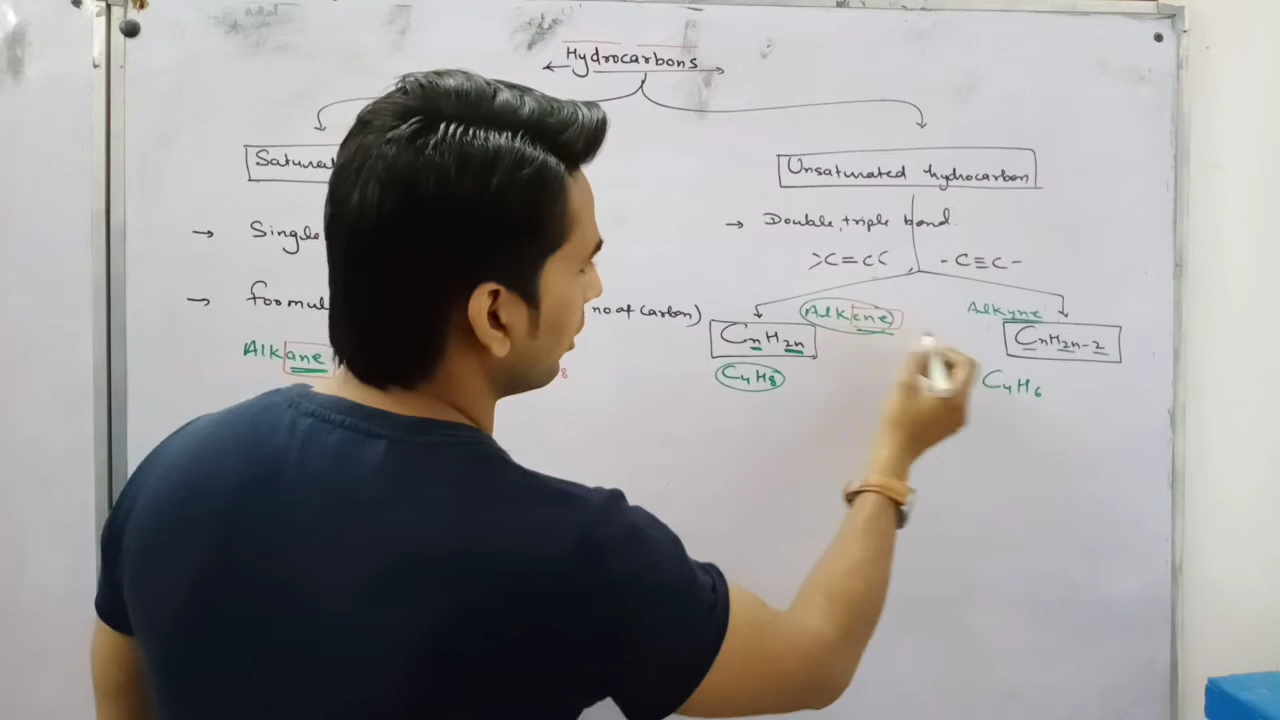 Hydrocarbons
Unsaturated hydrocarbon
→ Single
→ Double, triple bond.
>C=C< -C≡C-
→ formul no of carbon)
Alkene
Alkyne
CnH2n
CnH2n-2
Alkane
8
C4H8
C4H6